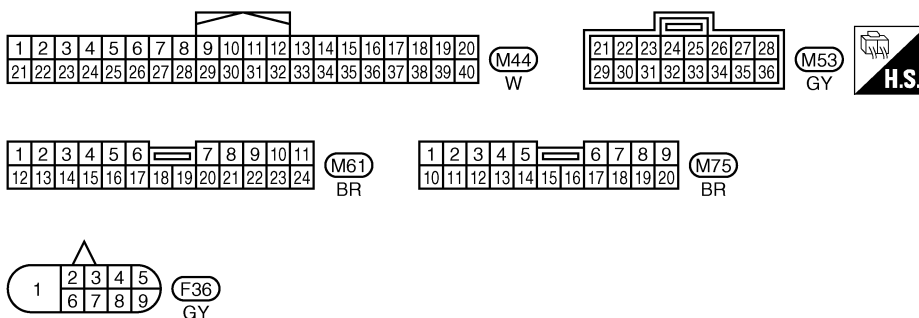 1 2 3 4 5 6 7 8 9 10 11 12 13 14 15 16 17 18 19 20
21 22 23 24 25 26 27 28 29 30 31 32 33 34 35 36 37 38 39 40
M44
W
21 22 23 24 25 26 27 28
29 30 31 32 33 34 35 36
M53
GY
H.S.
1 2 3 4 5 6 7 8 9 10 11
12 13 14 15 16 17 18 19 20 21 22 23 24
M61
BR
1 2 3 4 5 6 7 8 9
10 11 12 13 14 15 16 17 18 19 20
M75
BR
1 2 3 4 5
6 7 8 9
F36
GY